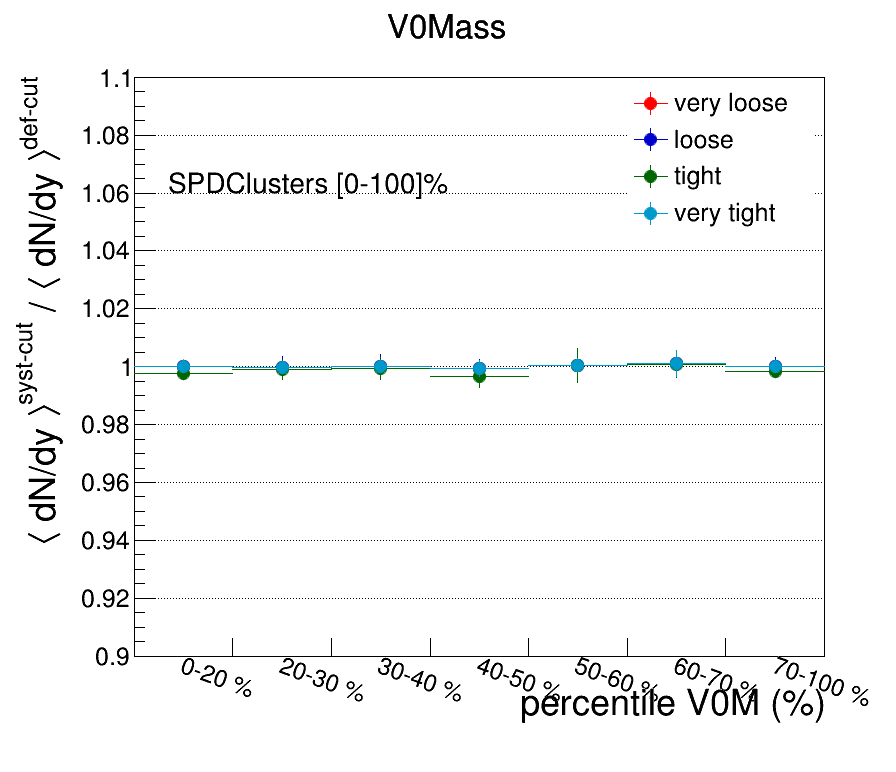 V0Mass
⟨ dN/dy ⟩^syst-cut / ⟨ dN/dy ⟩^def-cut
1.1
1.08
1.06
1.04
1.02
1
0.98
0.96
0.94
0.92
0.9
SPDClusters [0-100]%
very loose
loose
tight
very tight
0-20 %
20-30 %
30-40 %
40-50 %
50-60 %
60-70 %
70-100 %
percentile V0M (%)